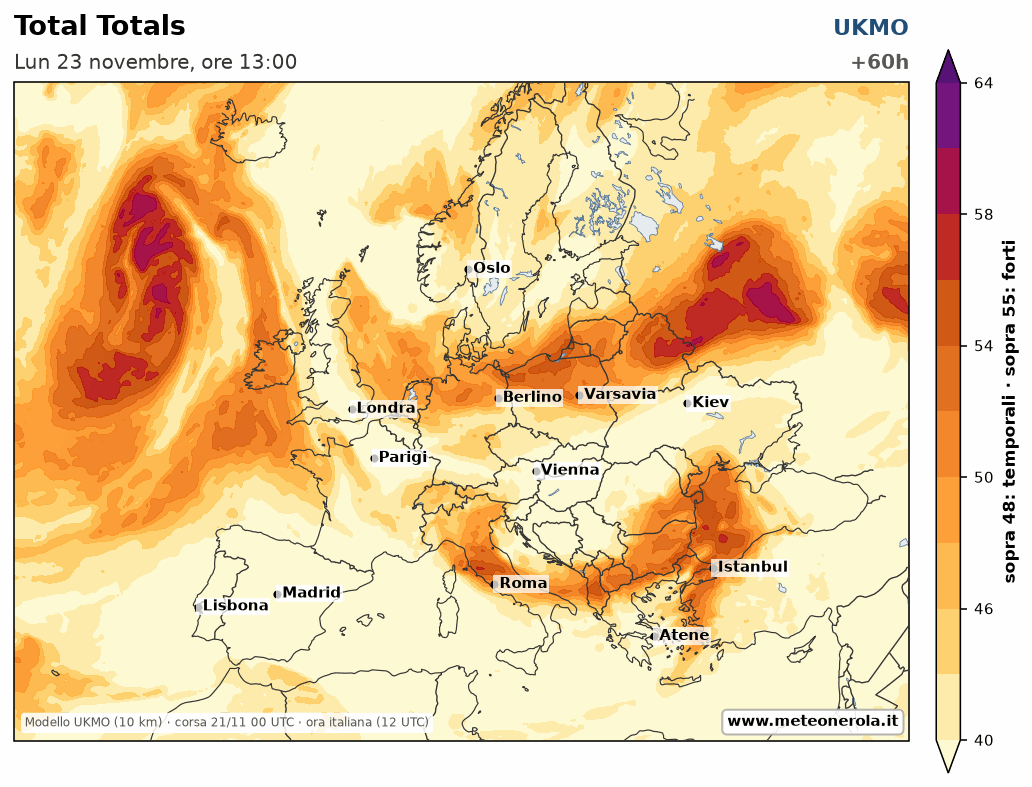 Total Totals
UKMO
Lun 23 novembre, ore 13:00
+60h
64
58
54
50
46
40
sopra 48: temporali · sopra 55: forti
Oslo
Londra
Berlino
Varsavia
Kiev
Parigi
Vienna
Istanbul
Roma
Madrid
Lisbona
Atene
Modello UKMO (10 km) · corsa 21/11 00 UTC · ora italiana (12 UTC)
www.meteonerola.it